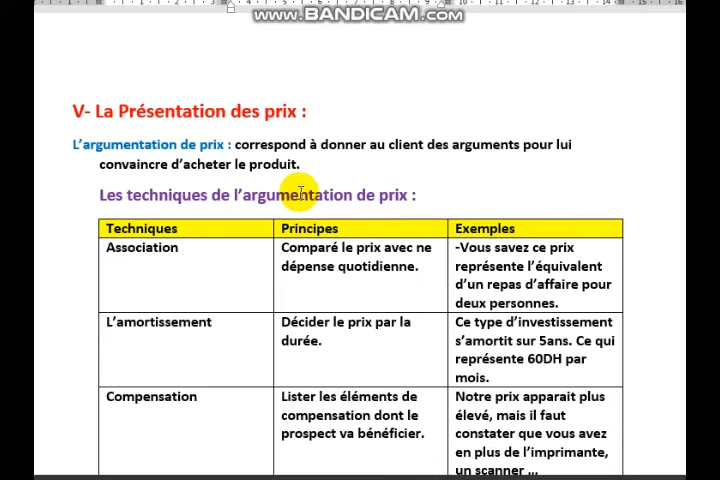 WWW.BANDICAM.COM
V- La Présentation des prix :
L’argumentation de prix : correspond à donner au client des arguments pour lui
convaincre d’acheter le produit.
Les techniques de l’argumentation de prix :
Techniques Principes Exemples
Association
Comparé le prix avec ne
dépense quotidienne.
-Vous savez ce prix
représente l’équivalent
d’un repas d’affaire pour
deux personnes.
L’amortissement
Décider le prix par la
durée.
Ce type d’investissement
s’amortit sur 5ans. Ce qui
représente 60DH par
mois.
Compensation
Lister les éléments de
compensation dont le
prospect va bénéficier.
Notre prix apparait plus
élevé, mais il faut
constater que vous avez
en plus de l’imprimante,
un scanner ...